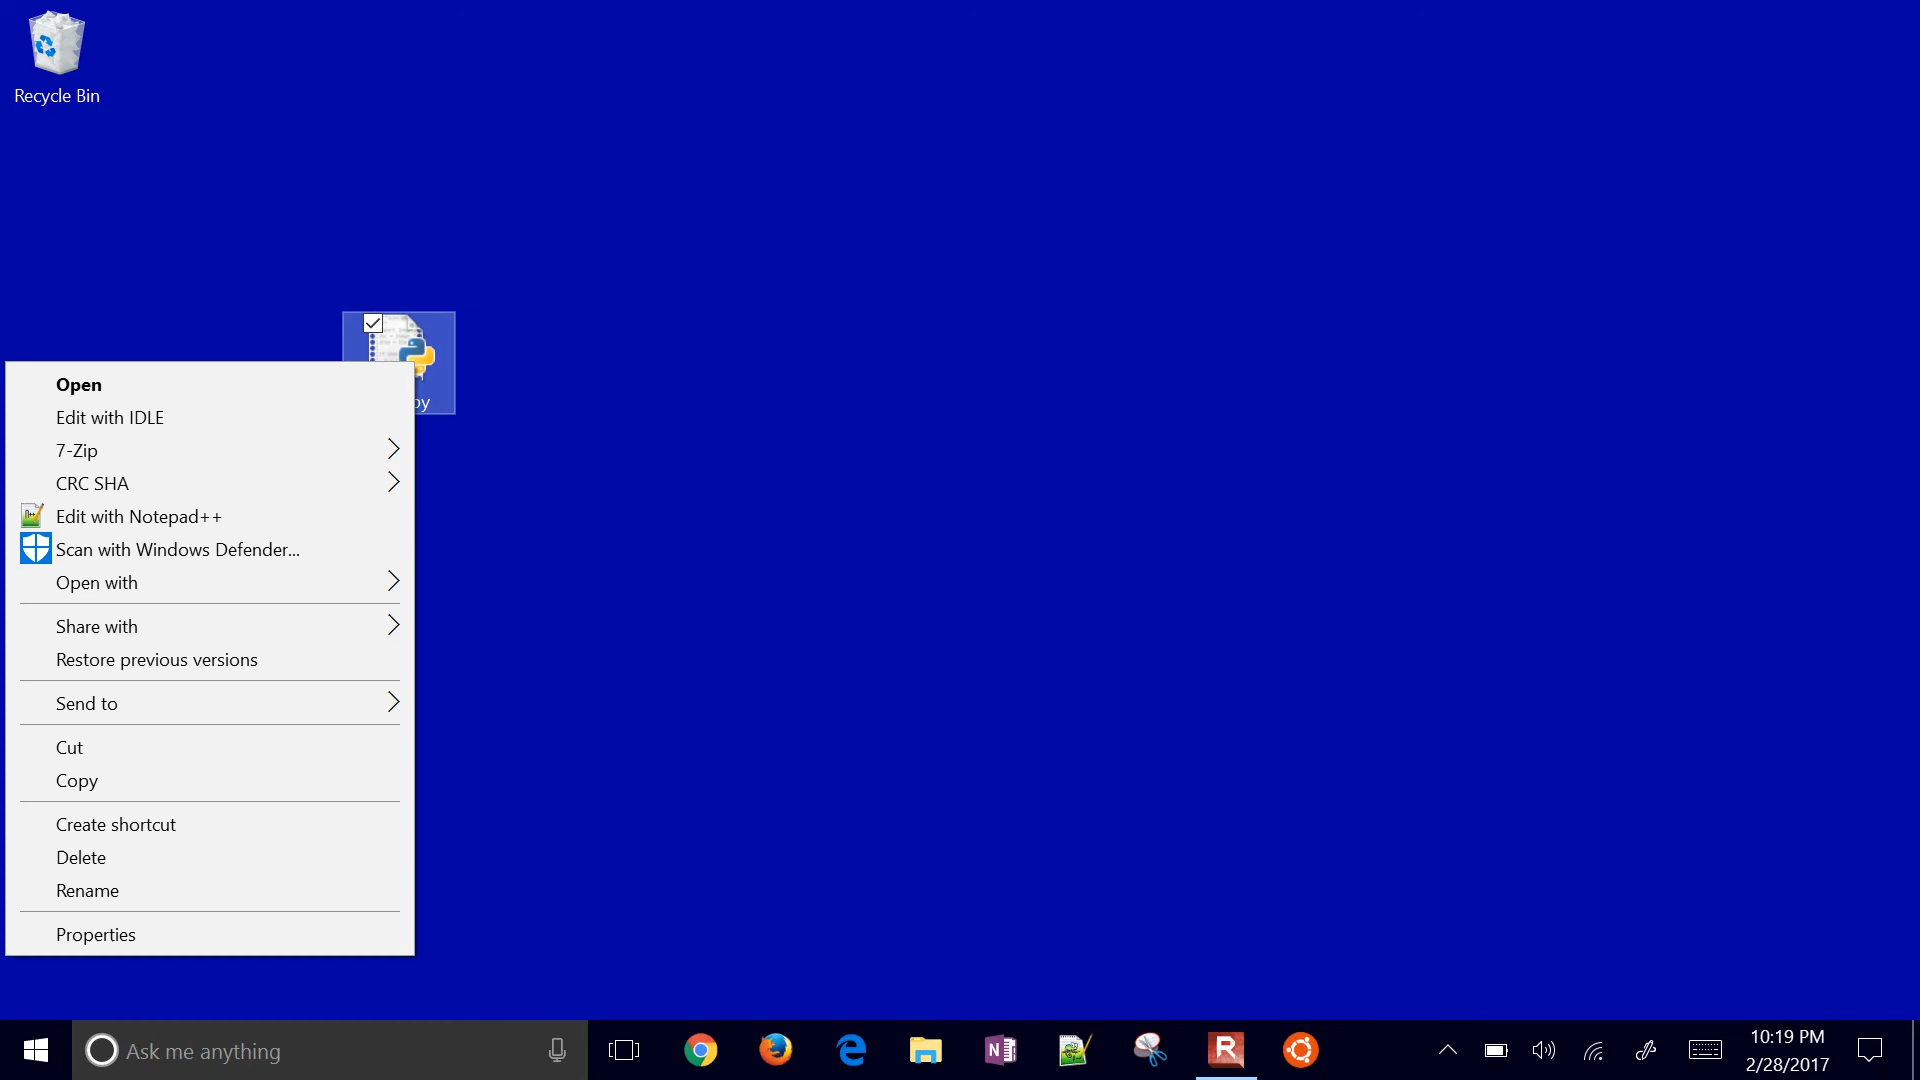 Recycle Bin
py
Open
Edit with IDLE
7-Zip
CRC SHA
Edit with Notepad++
Scan with Windows Defender...
Open with
Share with
Restore previous versions
Send to
Cut
Copy
Create shortcut
Delete
Rename
Properties
Ask me anything
N
R
10:19 PM
2/28/2017